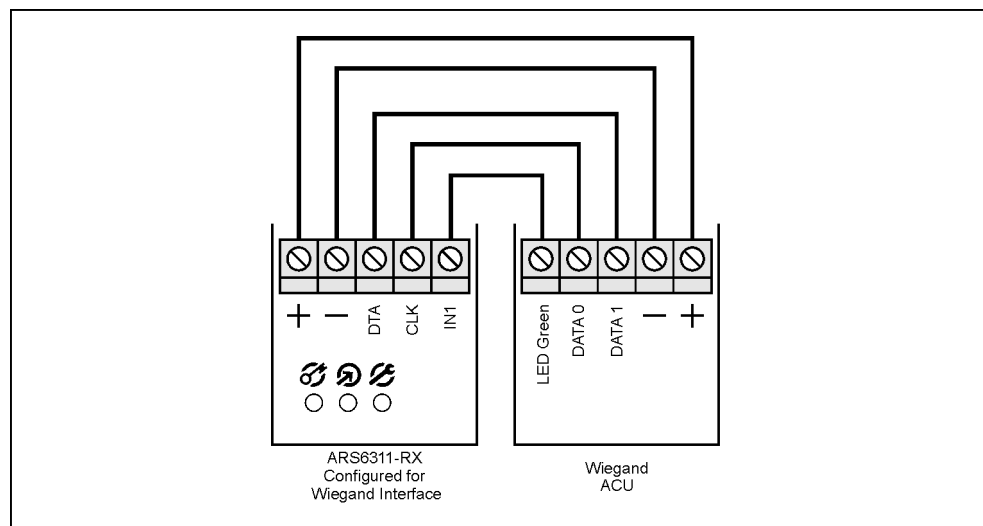 + — DTA CLK IN1
LED Green DATA 0 DATA 1 — +
ARS6311-RX
Configured for
Wiegand Interface
Wiegand
ACU